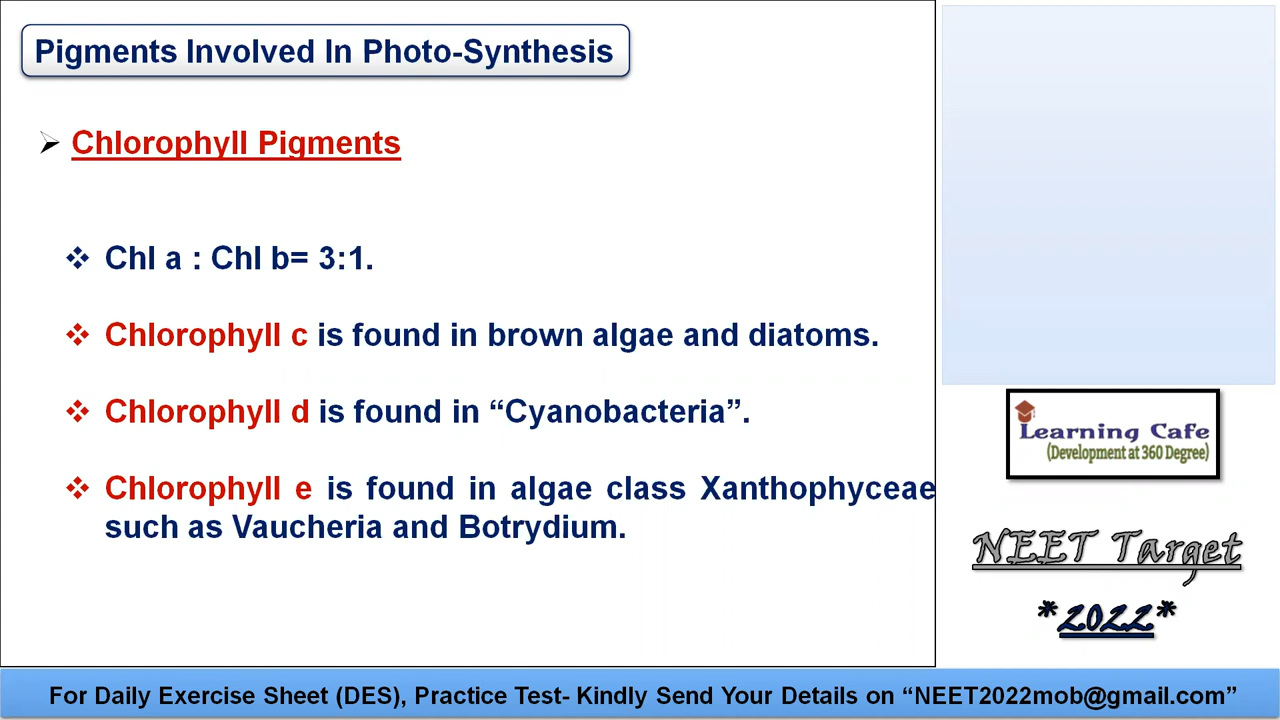 Pigments Involved In Photo-Synthesis
Chlorophyll Pigments
Chl a : Chl b= 3:1.
Chlorophyll c is found in brown algae and diatoms.
Chlorophyll d is found in “Cyanobacteria”.
Chlorophyll e is found in algae class Xanthophyceae
such as Vaucheria and Botrydium.
Learning Cafe
(Development at 360 Degree)
NEET Target
*2022*
For Daily Exercise Sheet (DES), Practice Test- Kindly Send Your Details on “NEET2022mob@gmail.com”